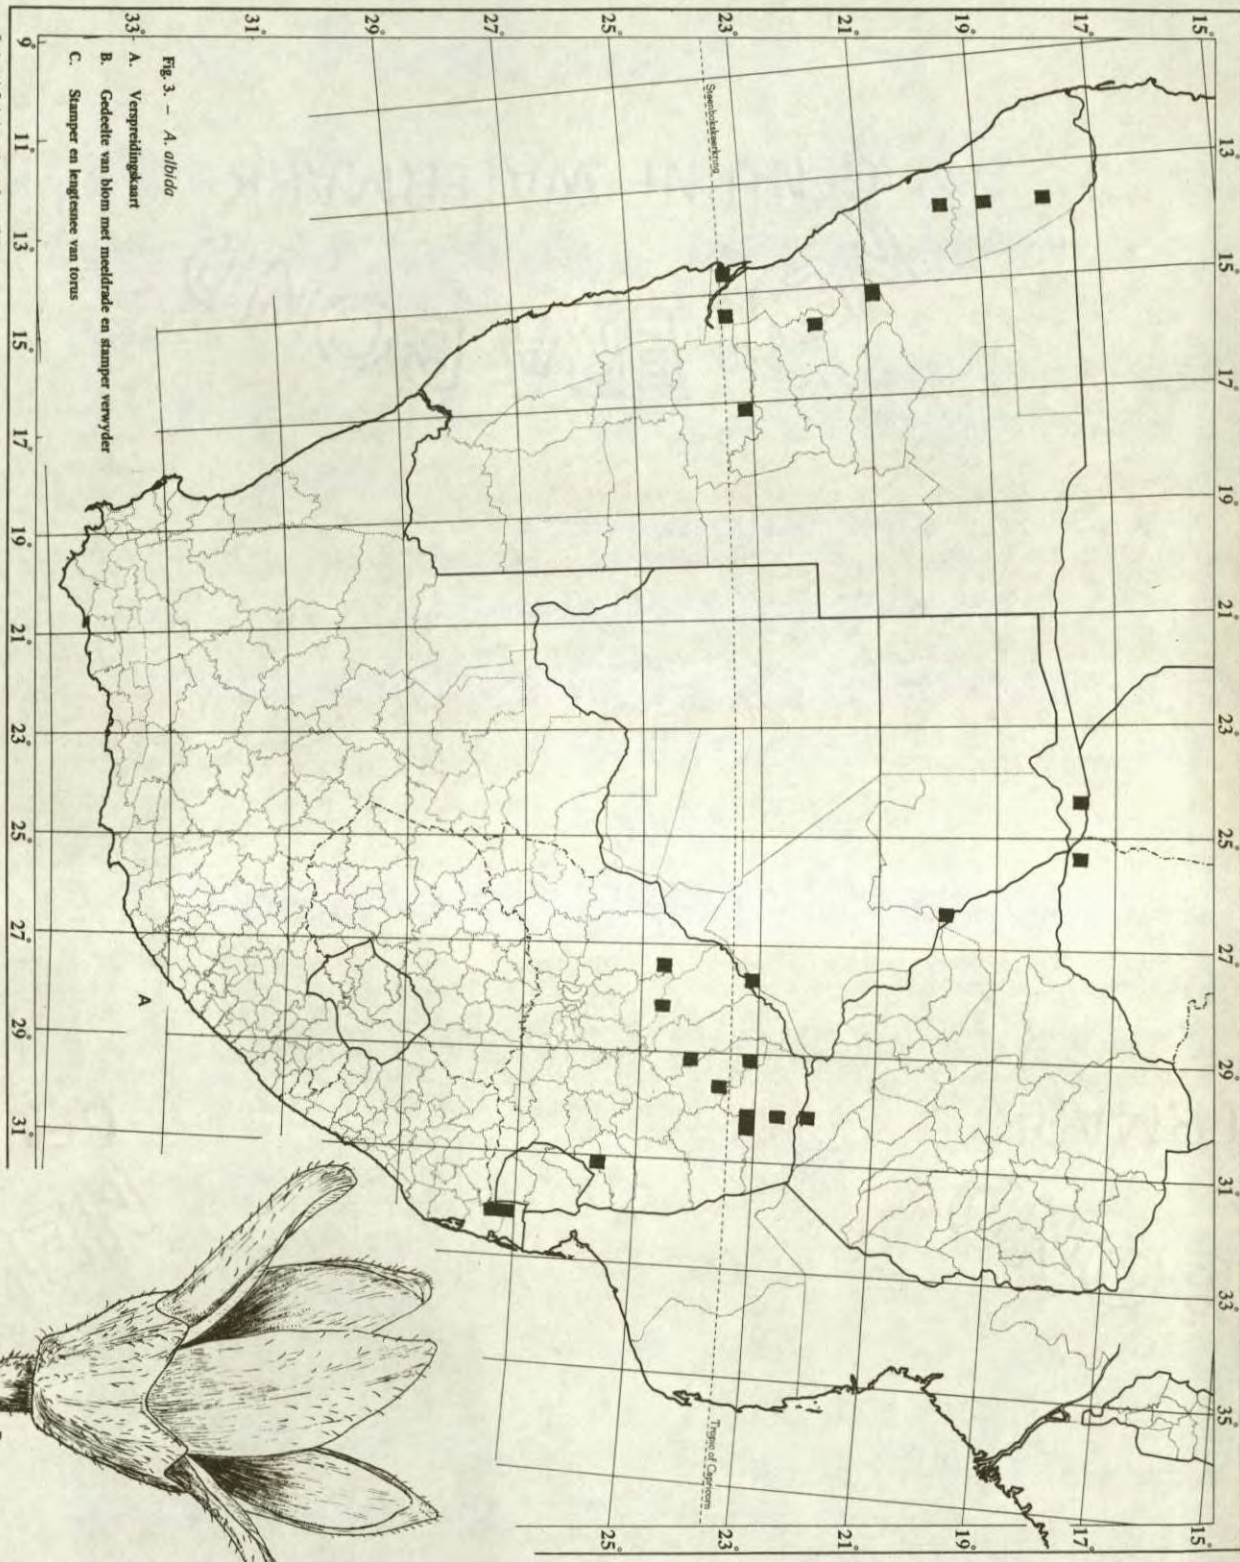 13° 15° 17° 19° 21° 23° 25° 27° 29° 31° 33° 35°
15° 15°
17° 17°
19° 19°
21° 21°
23° Steenbokskeerkring Tropic of Capricorn 23°
25° 25°
27°
29°
31°
33°
A
Fig. 3. – A. albida
A. Verspreidingskaart
B. Gedeelte van blom met meeldrade en stamper verwyder
C. Stamper en lengtesnee van torus
9° 11° 13° 15° 17° 19° 21° 23° 25° 27° 29° 31°